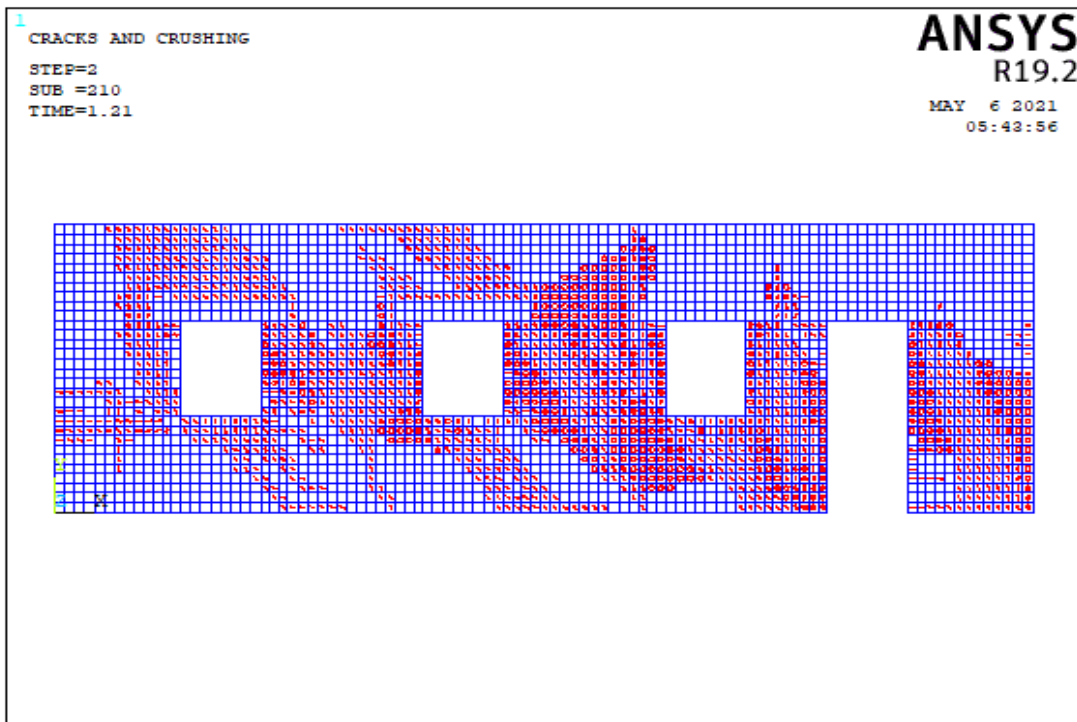 1
CRACKS AND CRUSHING
STEP=2
SUB =210
TIME=1.21
ANSYS
R19.2
MAY  6 2021
05:43:56
Y
Z X